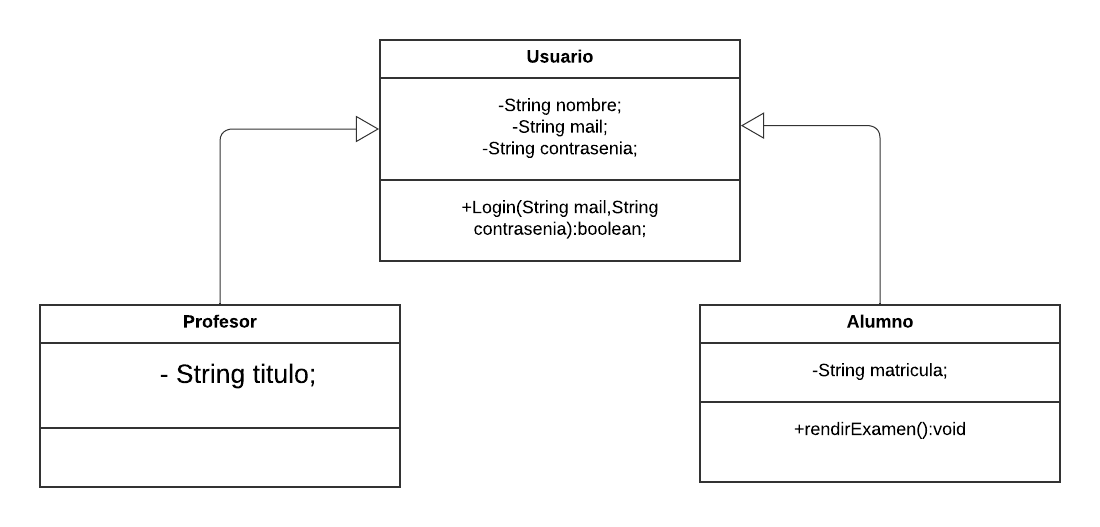 Usuario
-String nombre;
-String mail;
-String contrasenia;
+Login(String mail,String
contrasenia):boolean;
Profesor
- String titulo;
Alumno
-String matricula;
+rendirExamen():void